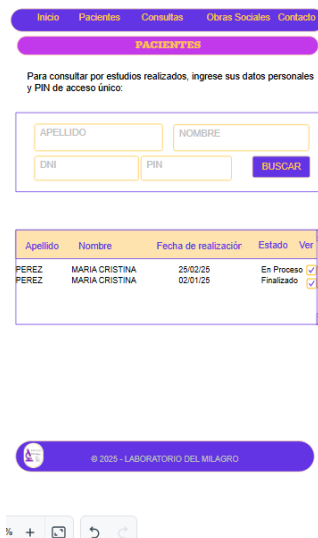 Inicio Pacientes Consultas Obras Sociales Contacto
PACIENTES
Para consultar por estudios realizados, ingrese sus datos personales
y PIN de acceso único:
APELLIDO NOMBRE
DNI PIN BUSCAR
Apellido Nombre Fecha de realización Estado Ver
PEREZ MARIA CRISTINA 25/02/25 En Proceso
PEREZ MARIA CRISTINA 02/01/25 Finalizado
© 2025 - LABORATORIO DEL MILAGRO
%